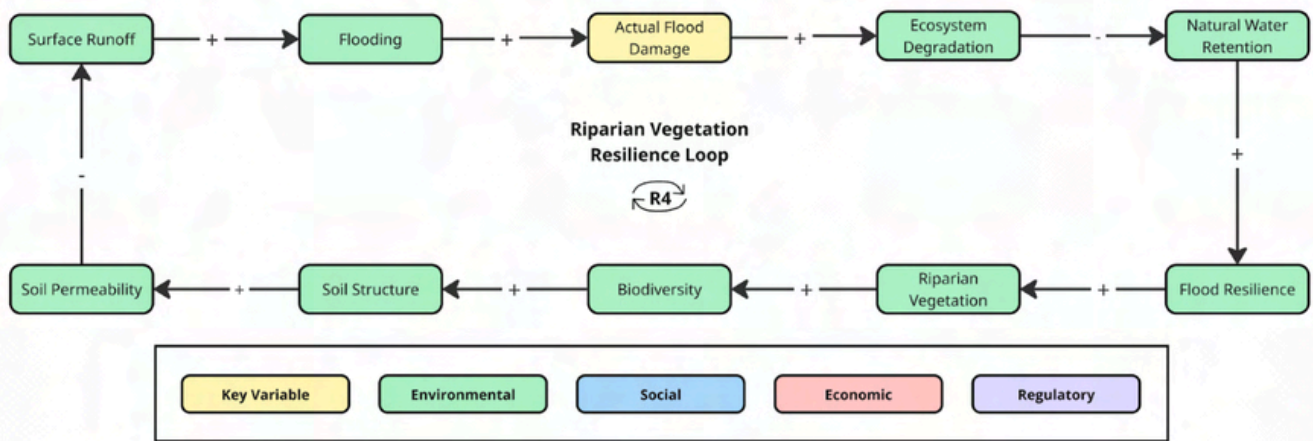 Surface Runoff
+
Flooding
+
Actual Flood
Damage
+
Ecosystem
Degradation
-
Natural Water
Retention
Riparian Vegetation
Resilience Loop
R4
-
+
Soil Permeability
+
Soil Structure
+
Biodiversity
+
Riparian
Vegetation
+
Flood Resilience
Key Variable
Environmental
Social
Economic
Regulatory